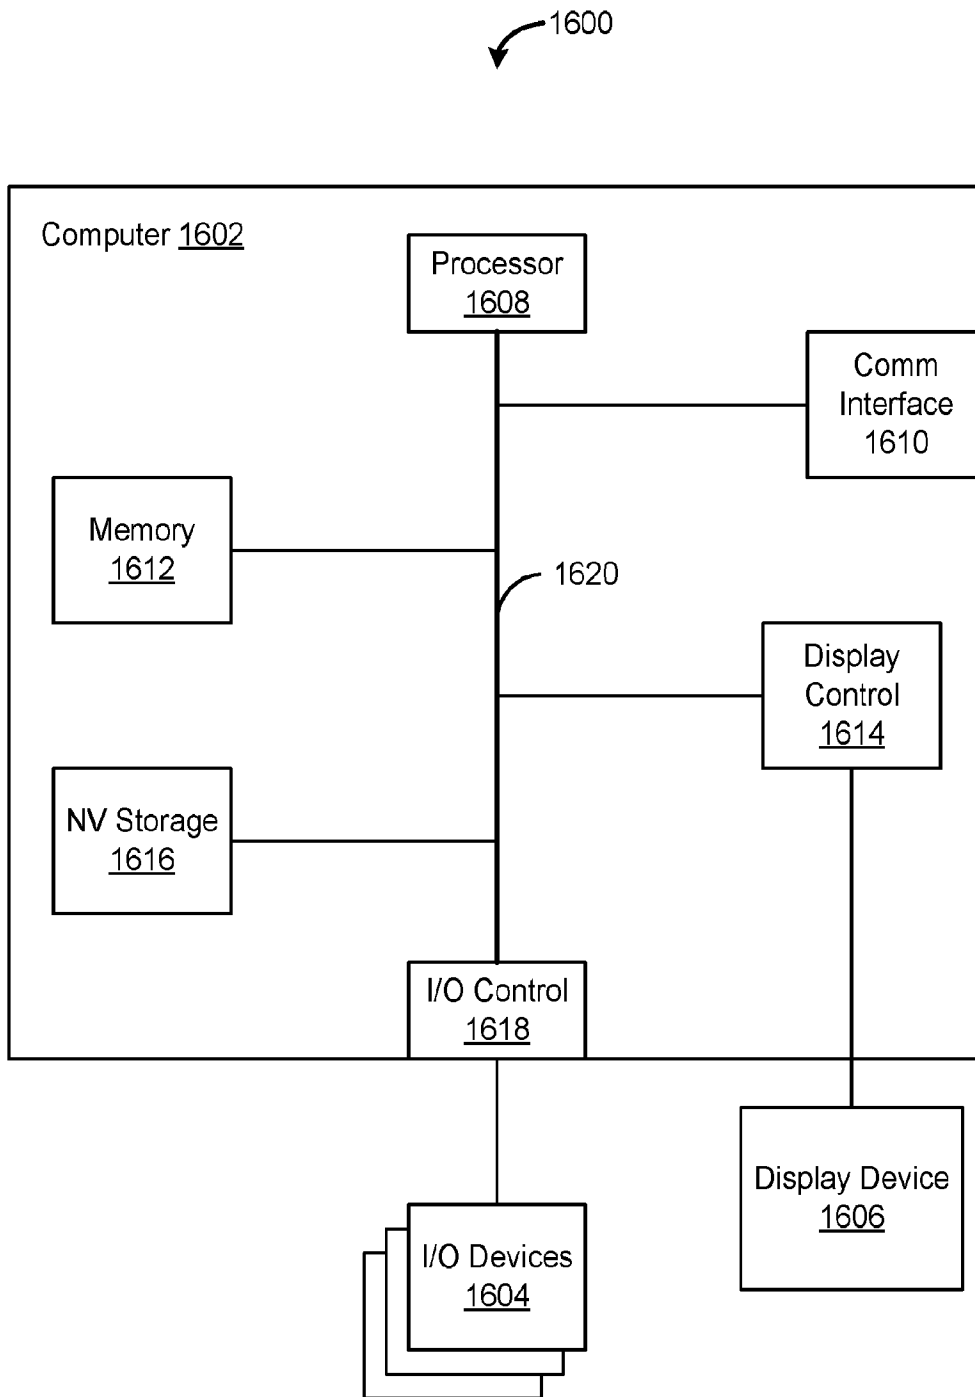 1600
Computer 1602
Processor
1608
Comm
Interface
1610
Memory
1612
1620
Display
Control
1614
NV Storage
1616
I/O Control
1618
Display Device
1606
I/O Devices
1604